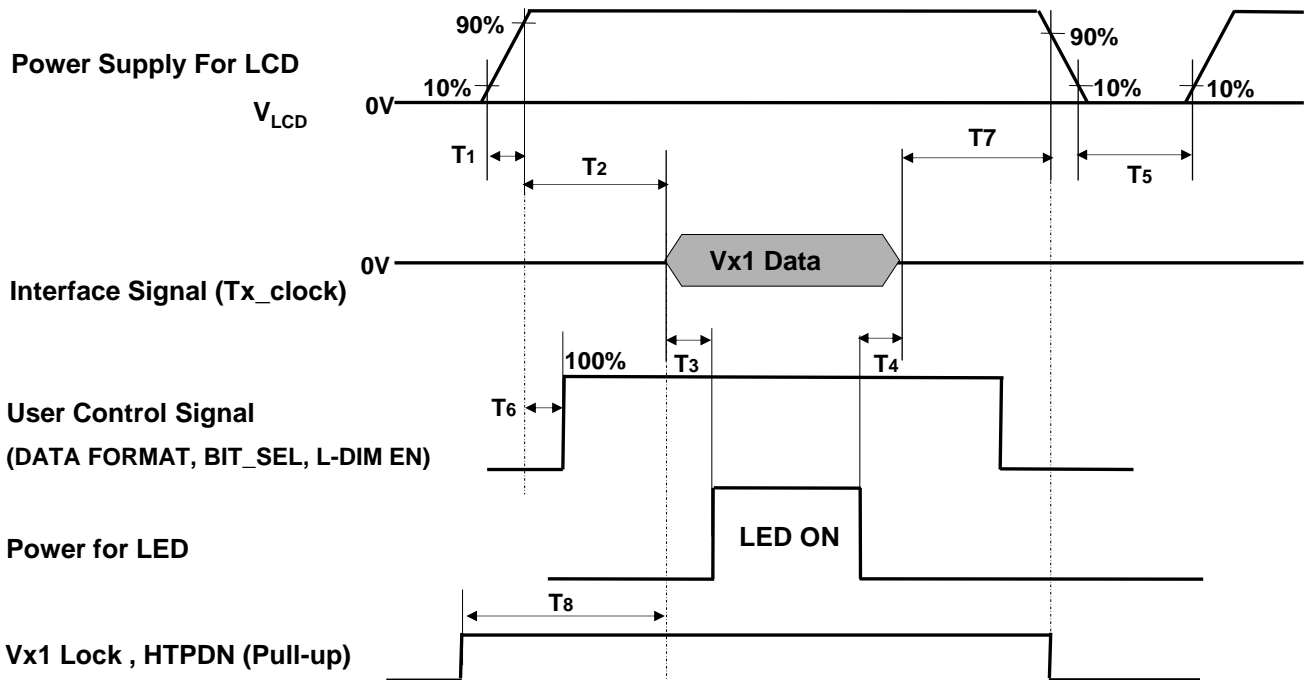 90%
90%
Power Supply For LCD
10%
10%
10%
VLCD
0V
T1
T2
T7
T5
0V
Vx1 Data
Interface Signal (Tx_clock)
100%
T3
T4
User Control Signal
T6
(DATA FORMAT, BIT_SEL, L-DIM EN)
LED ON
Power for LED
T8
Vx1 Lock , HTPDN (Pull-up)